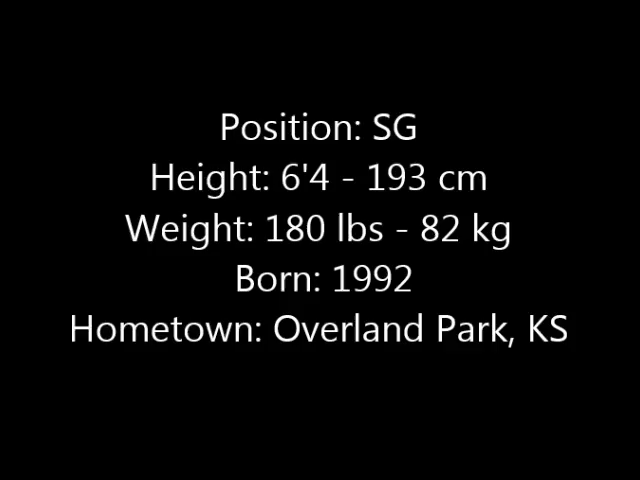 Position: SG
Height: 6'4 - 193 cm
Weight: 180 lbs - 82 kg
Born: 1992
Hometown: Overland Park, KS